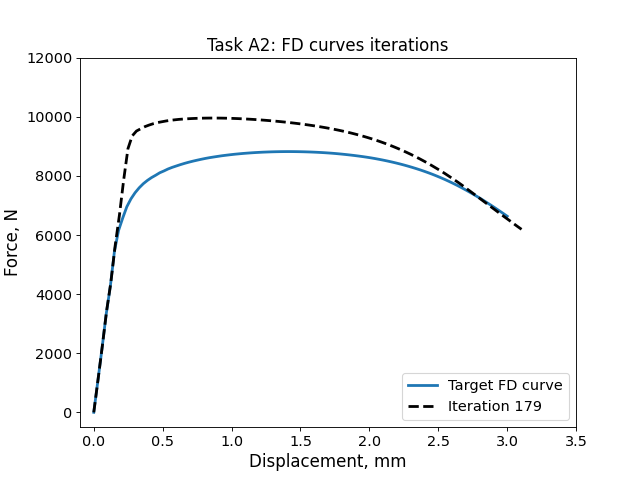 Task A2: FD curves iterations
12000
10000
8000
6000
4000
2000
0
Force, N
Target FD curve
Iteration 179
0.0 0.5 1.0 1.5 2.0 2.5 3.0 3.5
Displacement, mm